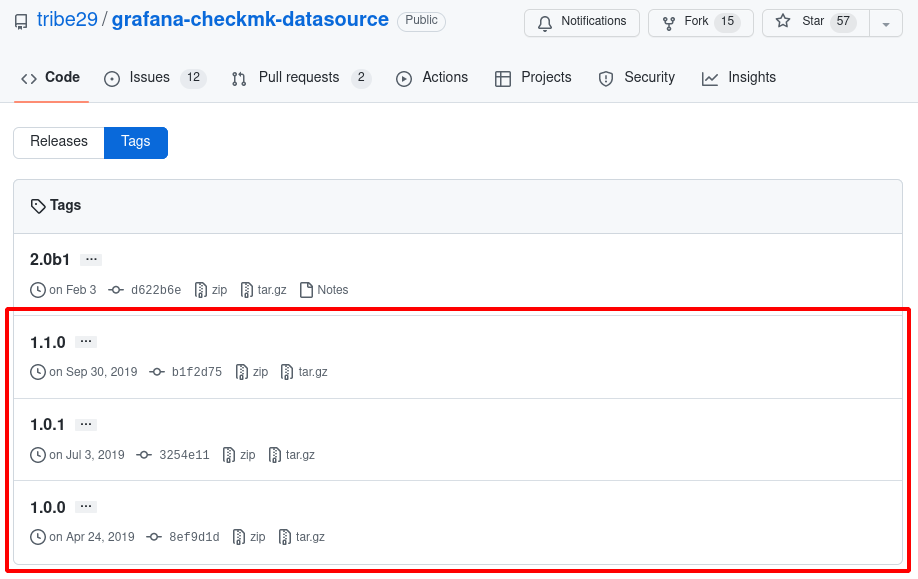 tribe29 / grafana-checkmk-datasource Public
Notifications Fork 15 Star 57
Code Issues 12 Pull requests 2 Actions Projects Security Insights
Releases Tags
Tags
2.0b1 ...
on Feb 3 d622b6e zip tar.gz Notes
1.1.0 ...
on Sep 30, 2019 b1f2d75 zip tar.gz
1.0.1 ...
on Jul 3, 2019 3254e11 zip tar.gz
1.0.0 ...
on Apr 24, 2019 8ef9d1d zip tar.gz